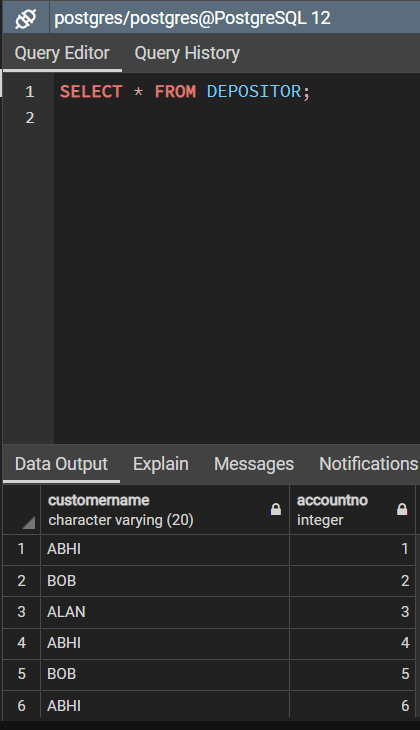 postgres/postgres@PostgreSQL 12
Query Editor Query History
1 SELECT * FROM DEPOSITOR;
2
Data Output Explain Messages Notifications
customername accountno
character varying (20) integer
1 ABHI 1
2 BOB 2
3 ALAN 3
4 ABHI 4
5 BOB 5
6 ABHI 6